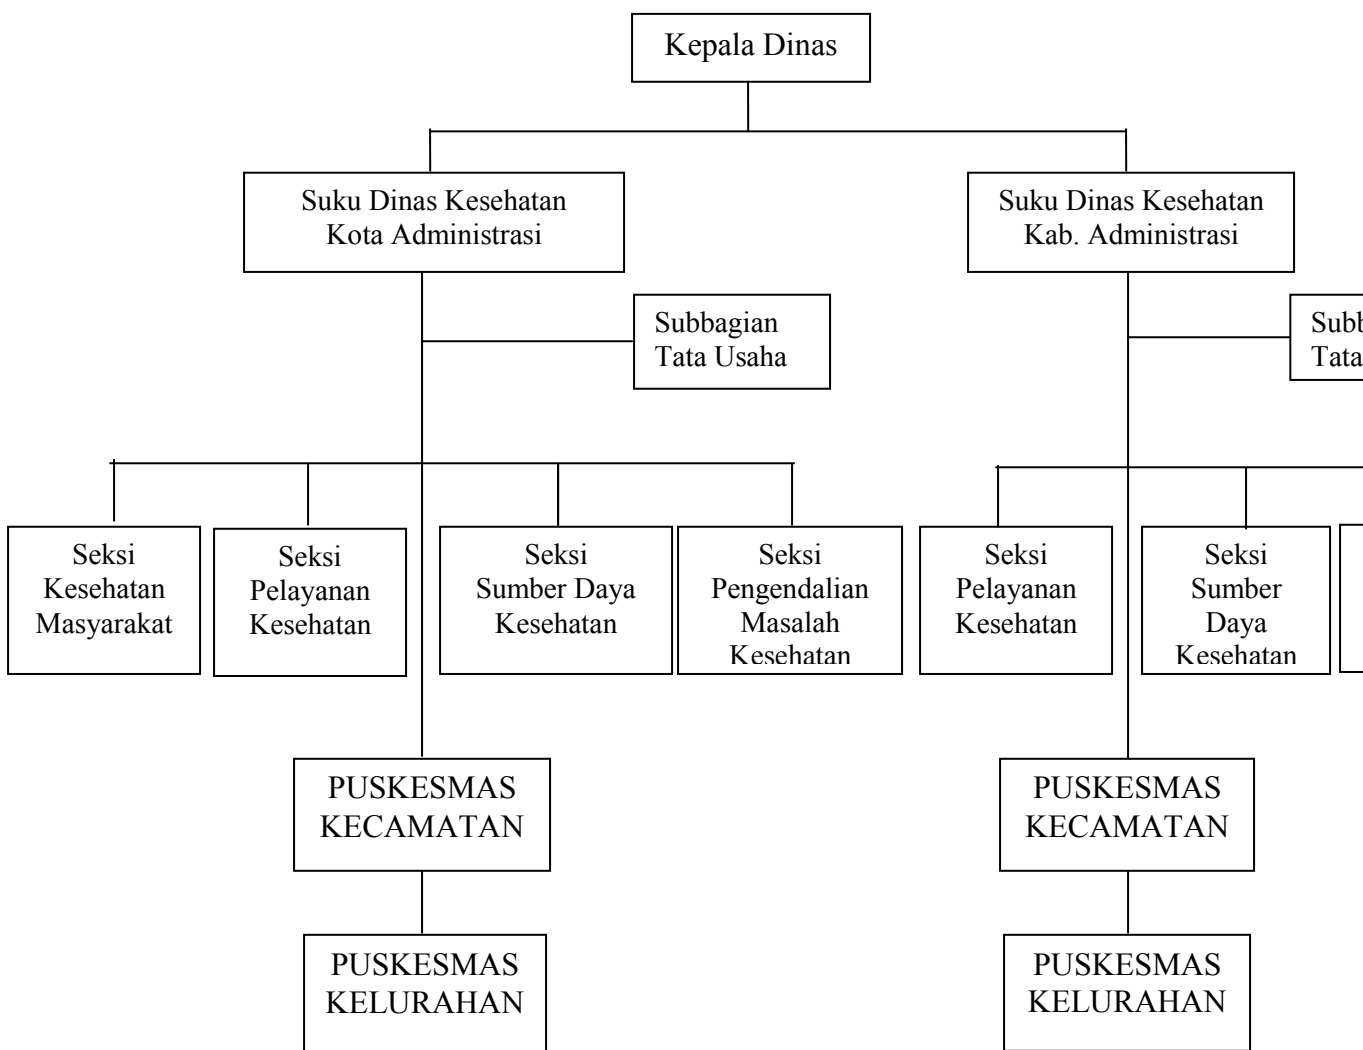 Kepala Dinas
Suku Dinas Kesehatan
Kota Administrasi
Suku Dinas Kesehatan
Kab. Administrasi
Subbagian
Tata Usaha
Tata
Seksi
Kesehatan
Masyarakat
Seksi
Pelayanan
Kesehatan
Seksi
Sumber Daya
Kesehatan
Seksi
Pengendalian
Masalah
Kesehatan
Seksi
Pelayanan
Kesehatan
Seksi
Sumber
Daya
Kesehatan
PUSKESMAS
KECAMATAN
PUSKESMAS
KECAMATAN
PUSKESMAS
KELURAHAN
PUSKESMAS
KELURAHAN